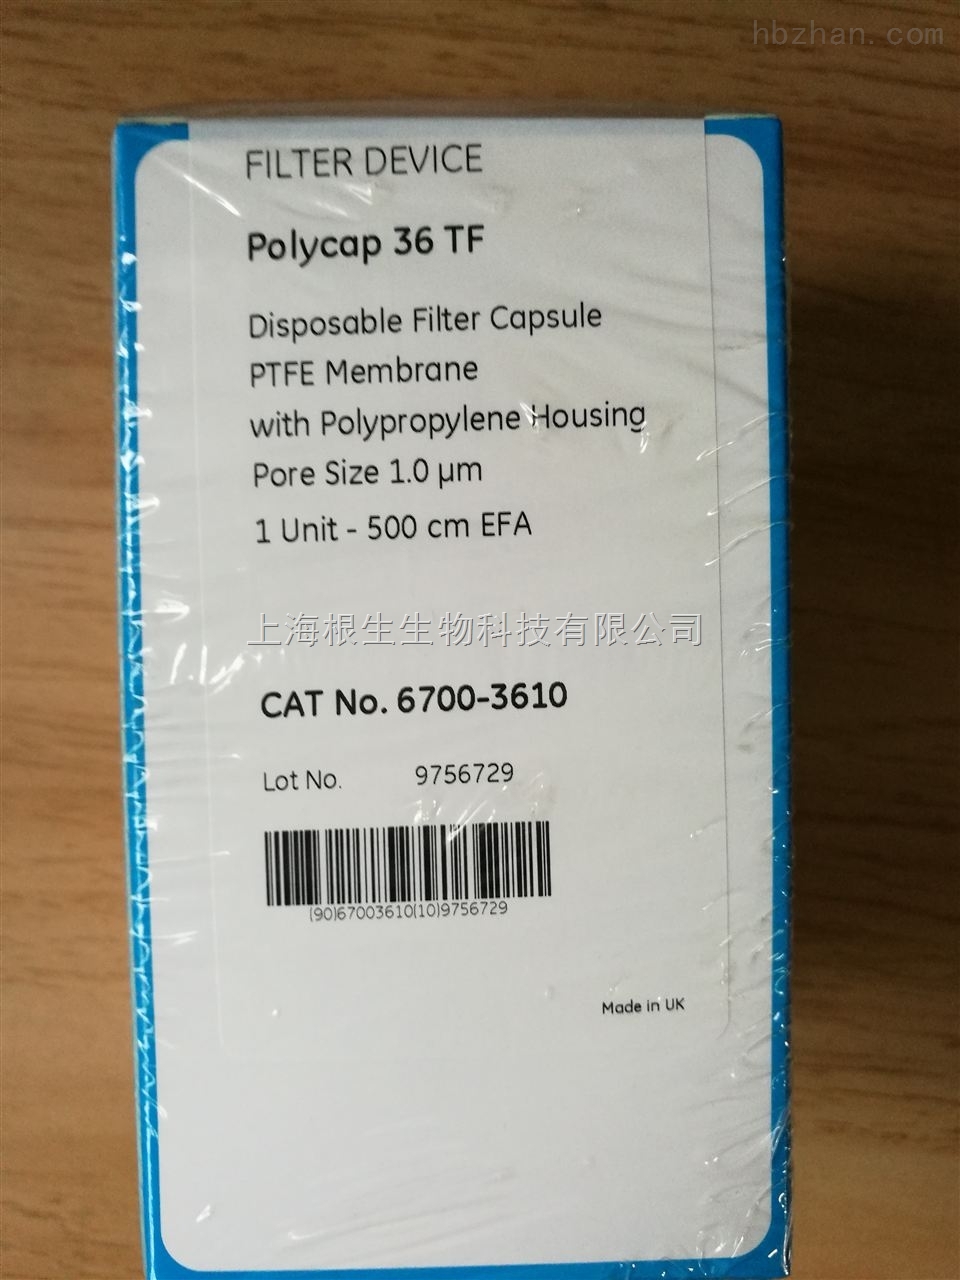 hbzhan.com
FILTER DEVICE
Polycap 36 TF
Disposable Filter Capsule
PTFE Membrane
with Polypropylene Housing
Pore Size 1.0 µm
1 Unit - 500 cm EFA
上海根生生物科技有限公司
CAT No. 6700-3610
Lot No. 9756729
(90)67003610(10)9756729
Made in UK